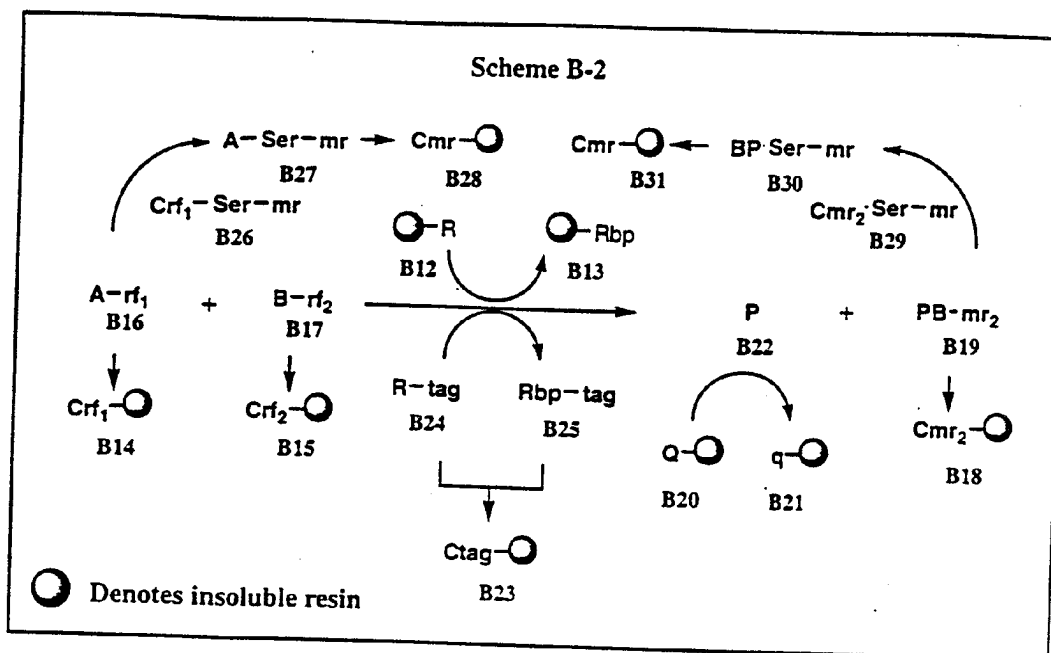 Scheme B-2
A–Ser–mr → Cmr–
B27 B28
Cmr– ← BP Ser–mr
B31 B30
Crf₁–Ser–mr
B26
Cmr₂·Ser–mr
B29
R Rbp
B12 B13
A–rf₁ + B–rf₂
B16 B17
P + PB–mr₂
B22 B19
Crf₁– Crf₂–
B14 B15
R–tag Rbp–tag
B24 B25
Q– q–
B20 B21
Cmr₂–
B18
Ctag–
B23
Denotes insoluble resin